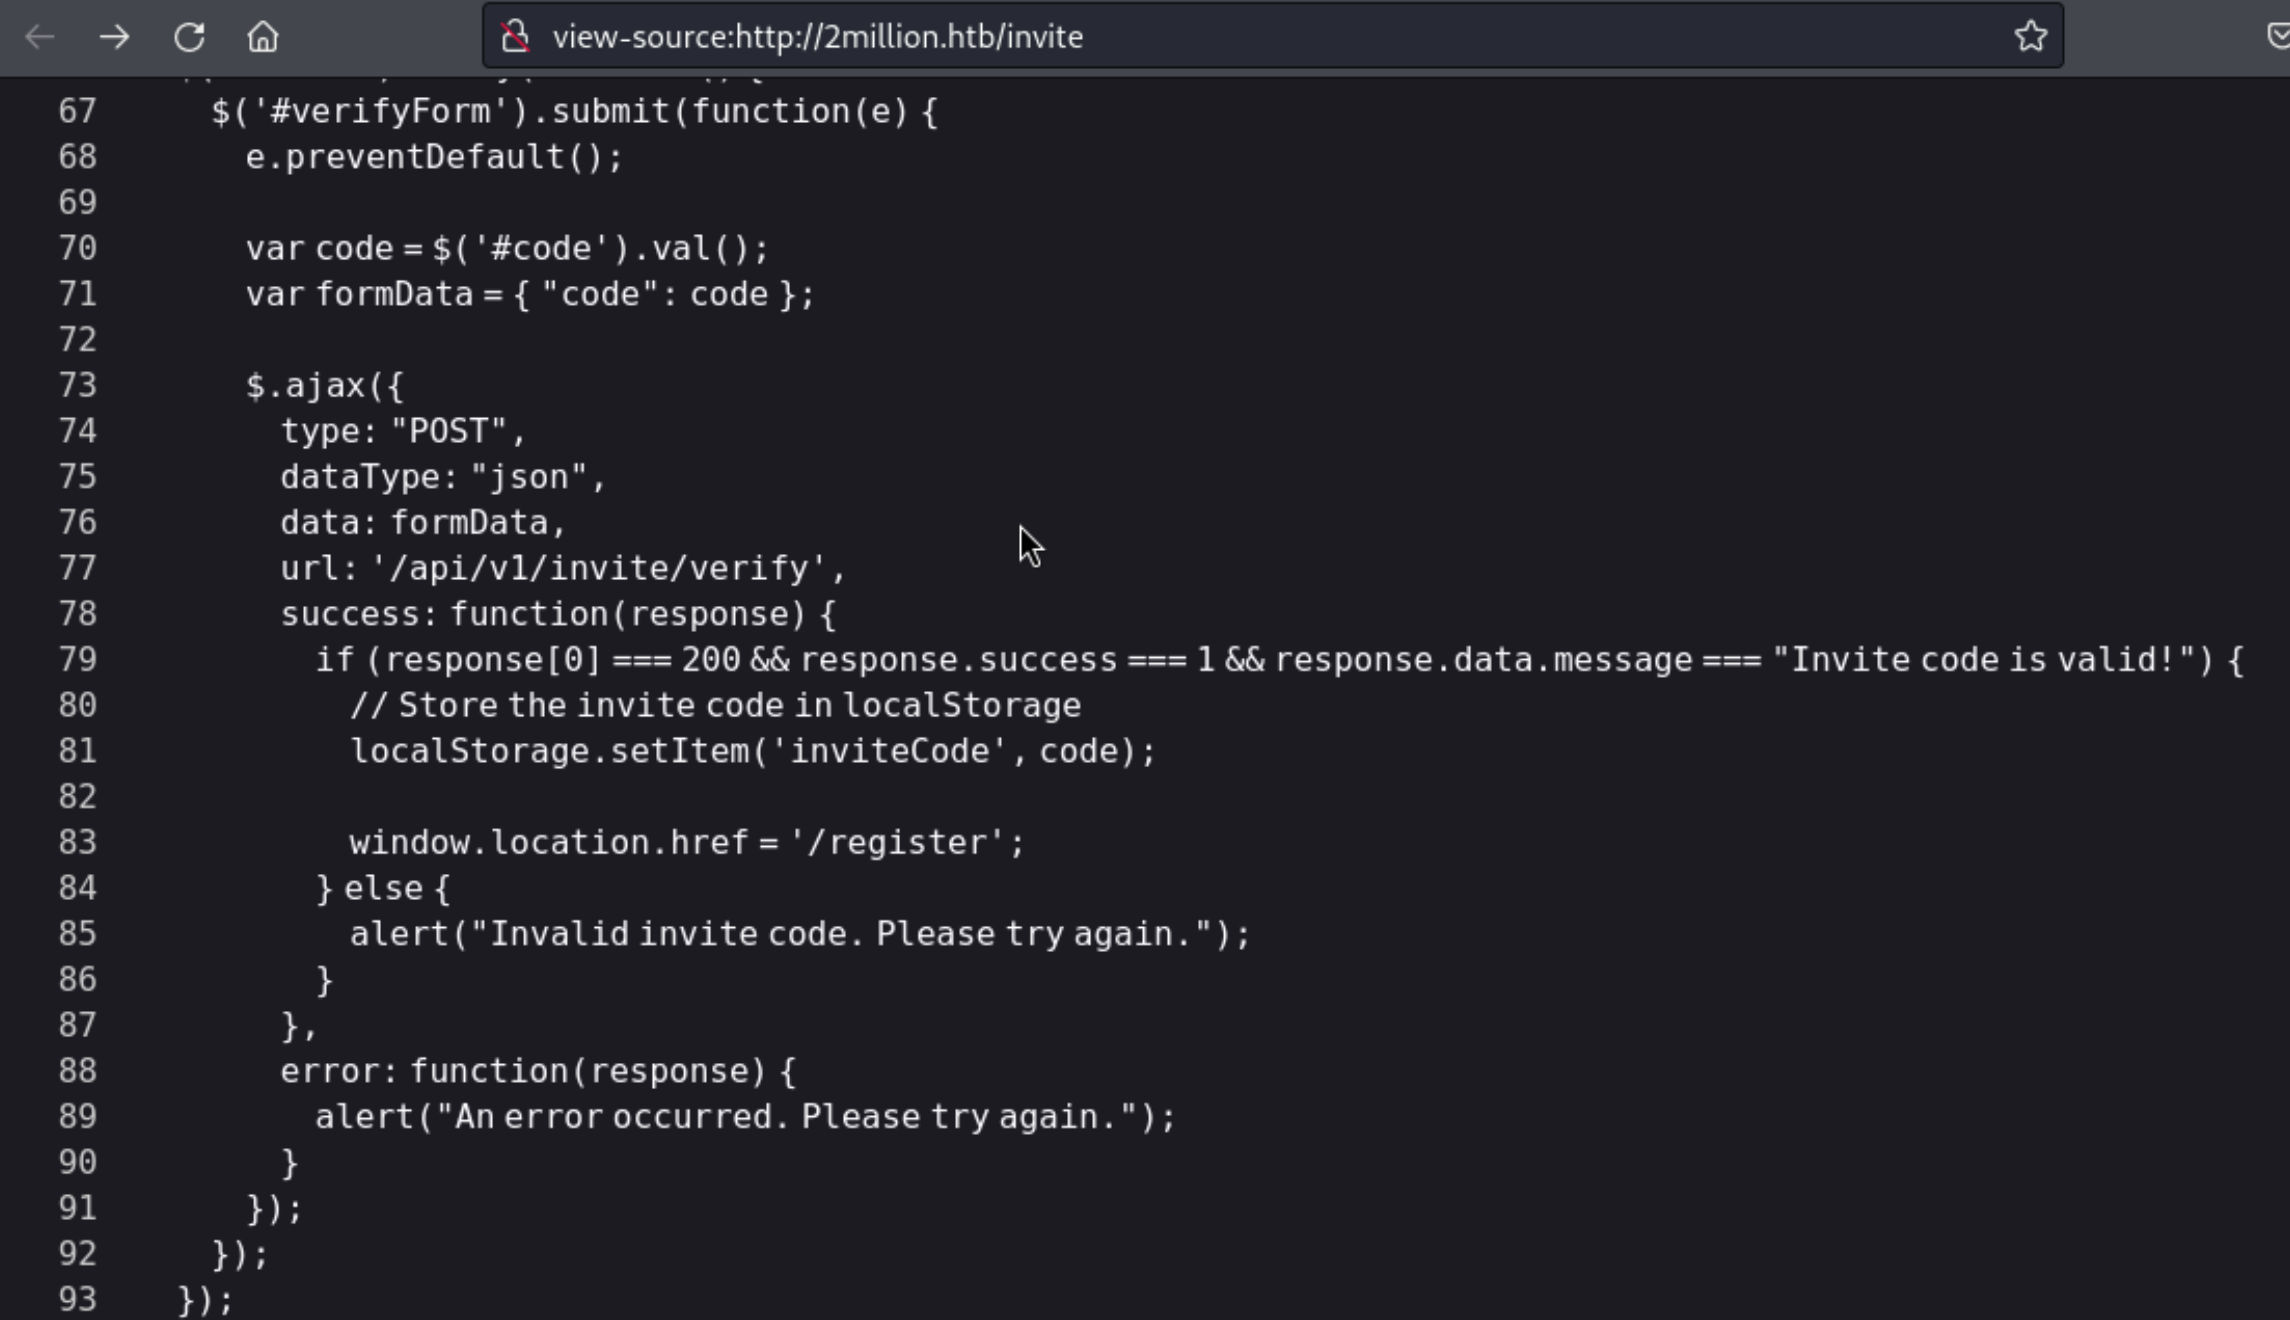 view-source:http://2million.htb/invite
67 $('#verifyForm').submit(function(e) {
68 e.preventDefault();
69
70 var code = $('#code').val();
71 var formData = { "code": code };
72
73 $.ajax({
74 type: "POST",
75 dataType: "json",
76 data: formData,
77 url: '/api/v1/invite/verify',
78 success: function(response) {
79 if (response[0] === 200 && response.success === 1 && response.data.message === "Invite code is valid!") {
80 // Store the invite code in localStorage
81 localStorage.setItem('inviteCode', code);
82
83 window.location.href = '/register';
84 } else {
85 alert("Invalid invite code. Please try again.");
86 }
87 },
88 error: function(response) {
89 alert("An error occurred. Please try again.");
90 }
91 });
92 });
93 });